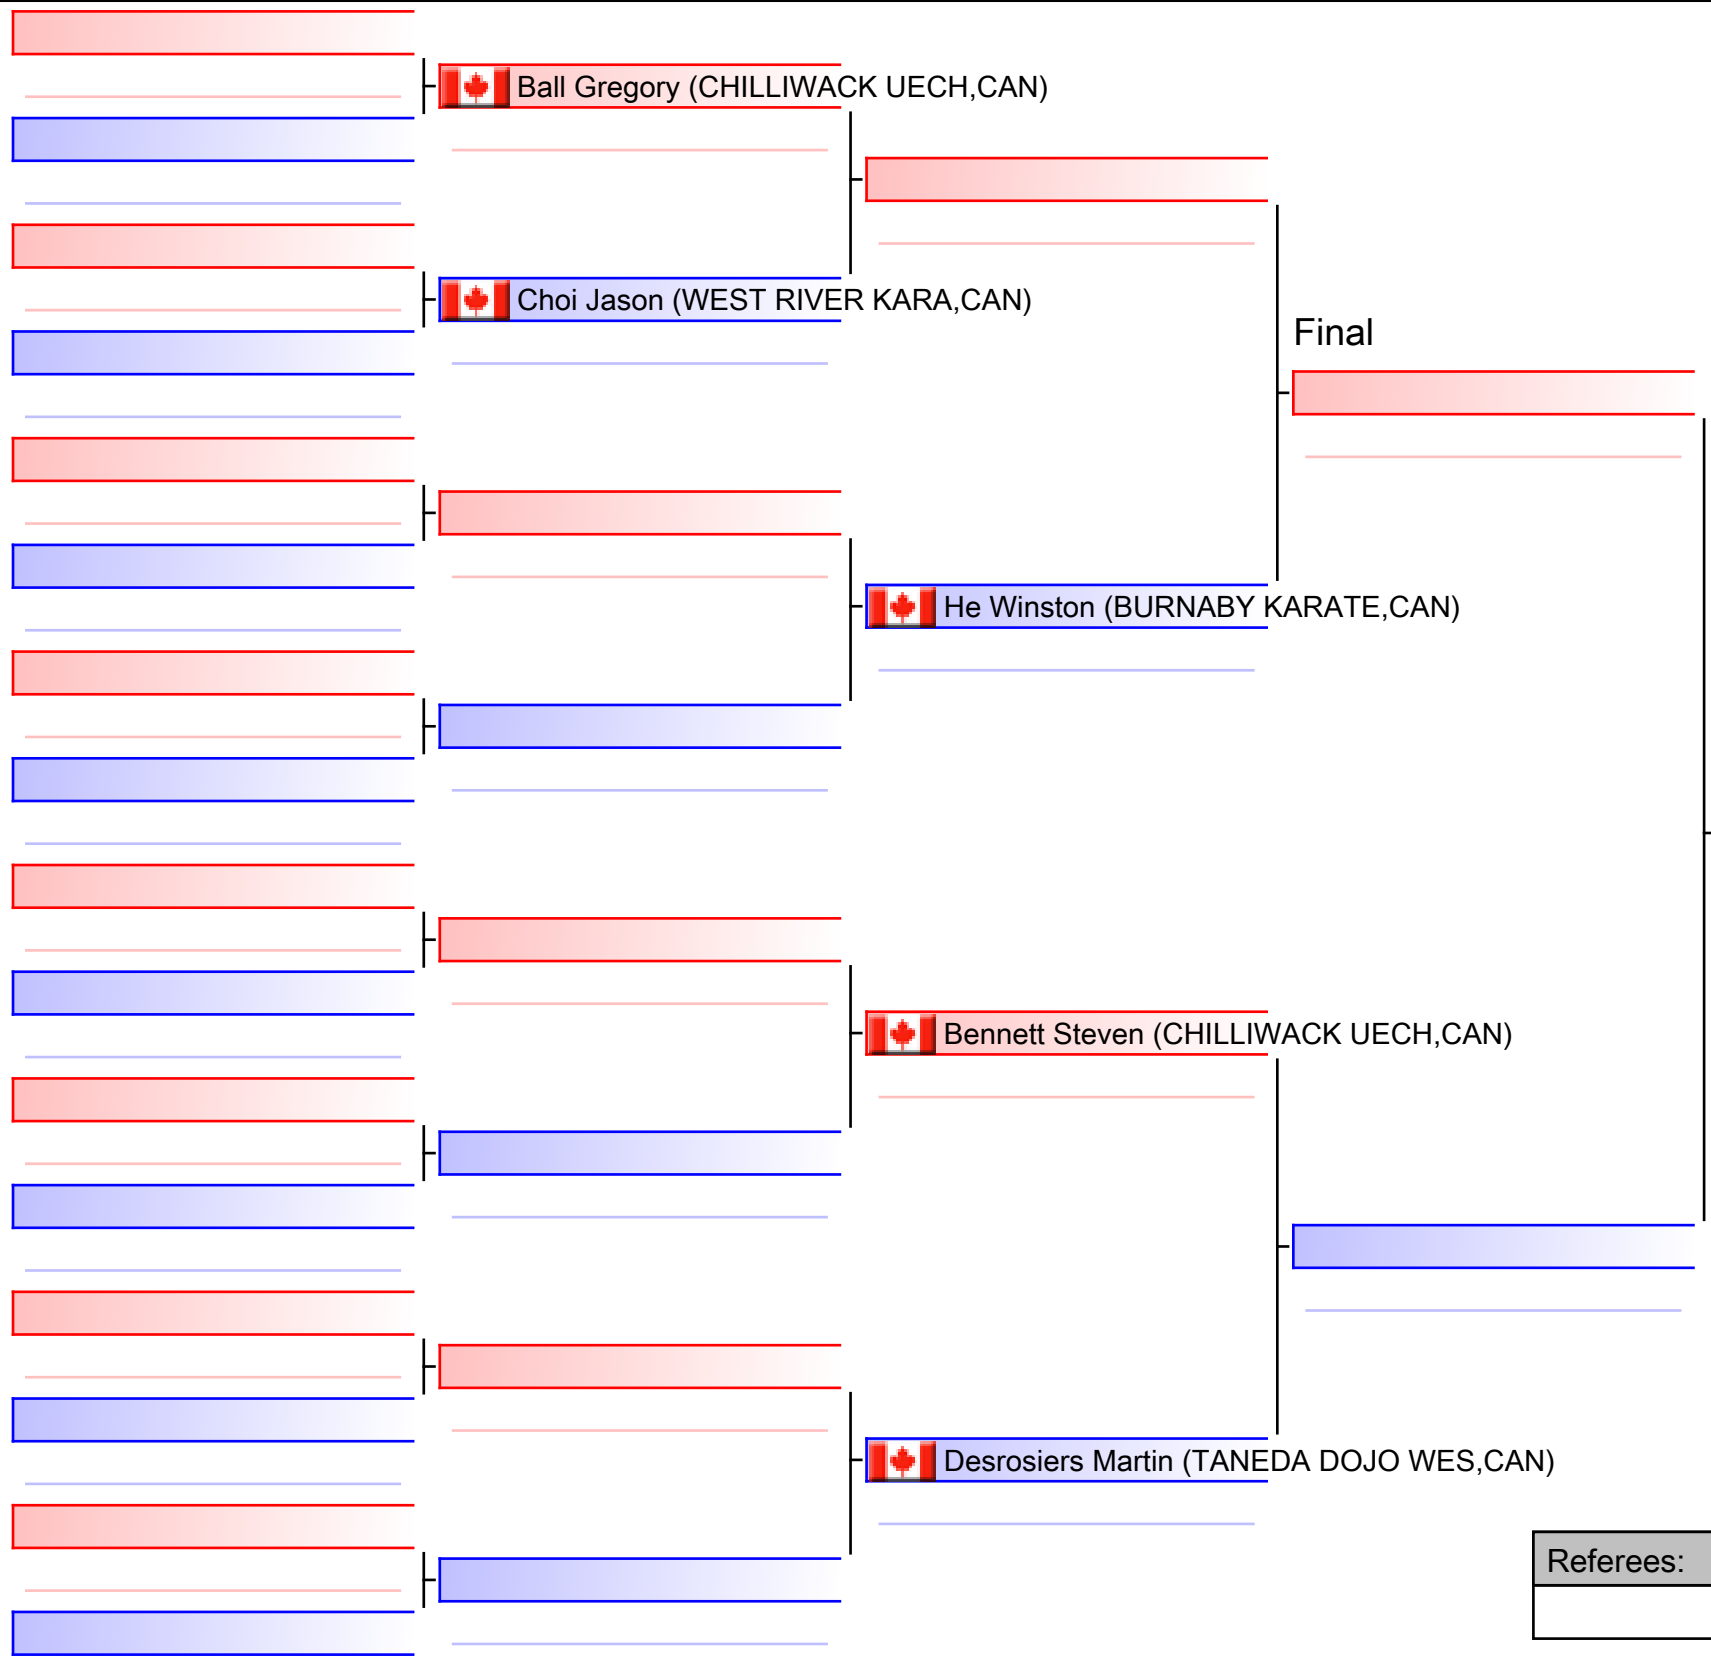 Ball Gregory (CHILLIWACK UECH,CAN)
Choi Jason (WEST RIVER KARA,CAN)
Final
He Winston (BURNABY KARATE,CAN)
Bennett Steven (CHILLIWACK UECH,CAN)
Desrosiers Martin (TANEDA DOJO WES,CAN)
Referees: